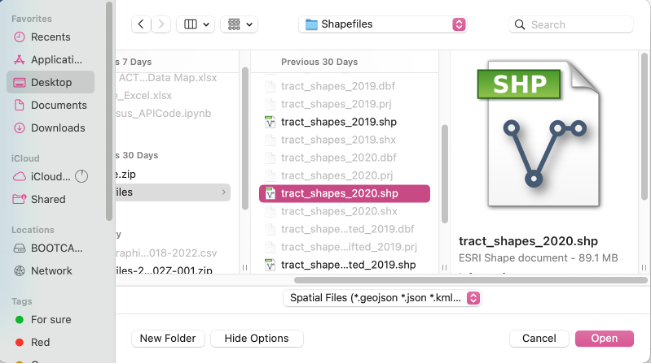 Favorites
Recents
Applicati...
Desktop
Documents
Downloads
iCloud
iCloud...
Shared
Locations
BOOTCA...
Network
Tags
For sure
Red
Shapefiles
Search
7 Days
ACT...Data Map.xlsx
_Excel.xlsx
sus_APICode.ipynb
30 Days
e.zip
files
raphi...018-2022.csv
files-2...02Z-001.zip
Previous 30 Days
tract_shapes_2019.dbf
tract_shapes_2019.prj
tract_shapes_2019.shp
tract_shapes_2019.shx
tract_shapes_2020.dbf
tract_shapes_2020.prj
tract_shapes_2020.shp
tract_shapes_2020.shx
tract_shape...ted_2019.dbf
tract_shape...ifted_2019.prj
tract_shape...ted_2019.shp
SHP
tract_shapes_2020.shp
ESRI Shape document - 89.1 MB
Spatial Files (*.geojson *.json *.kml...
New Folder
Hide Options
Cancel
Open